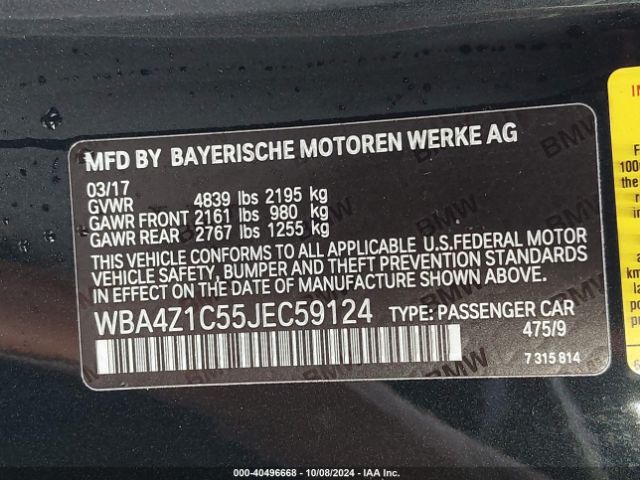 MFD BY BAYERISCHE MOTOREN WERKE AG
03/17
GVWR 4839 lbs 2195 kg
GAWR FRONT 2161 lbs 980 kg
GAWR REAR 2767 lbs 1255 kg
THIS VEHICLE CONFORMS TO ALL APPLICABLE U.S.FEDERAL MOTOR
VEHICLE SAFETY, BUMPER AND THEFT PREVENTION STANDARDS
IN EFFECT ON THE DATE OF MANUFACTURE SHOWN ABOVE.
WBA4Z1C55JEC59124 TYPE: PASSENGER CAR
475/9
7 315 814
000-40496668 - 10/08/2024 - IAA Inc.